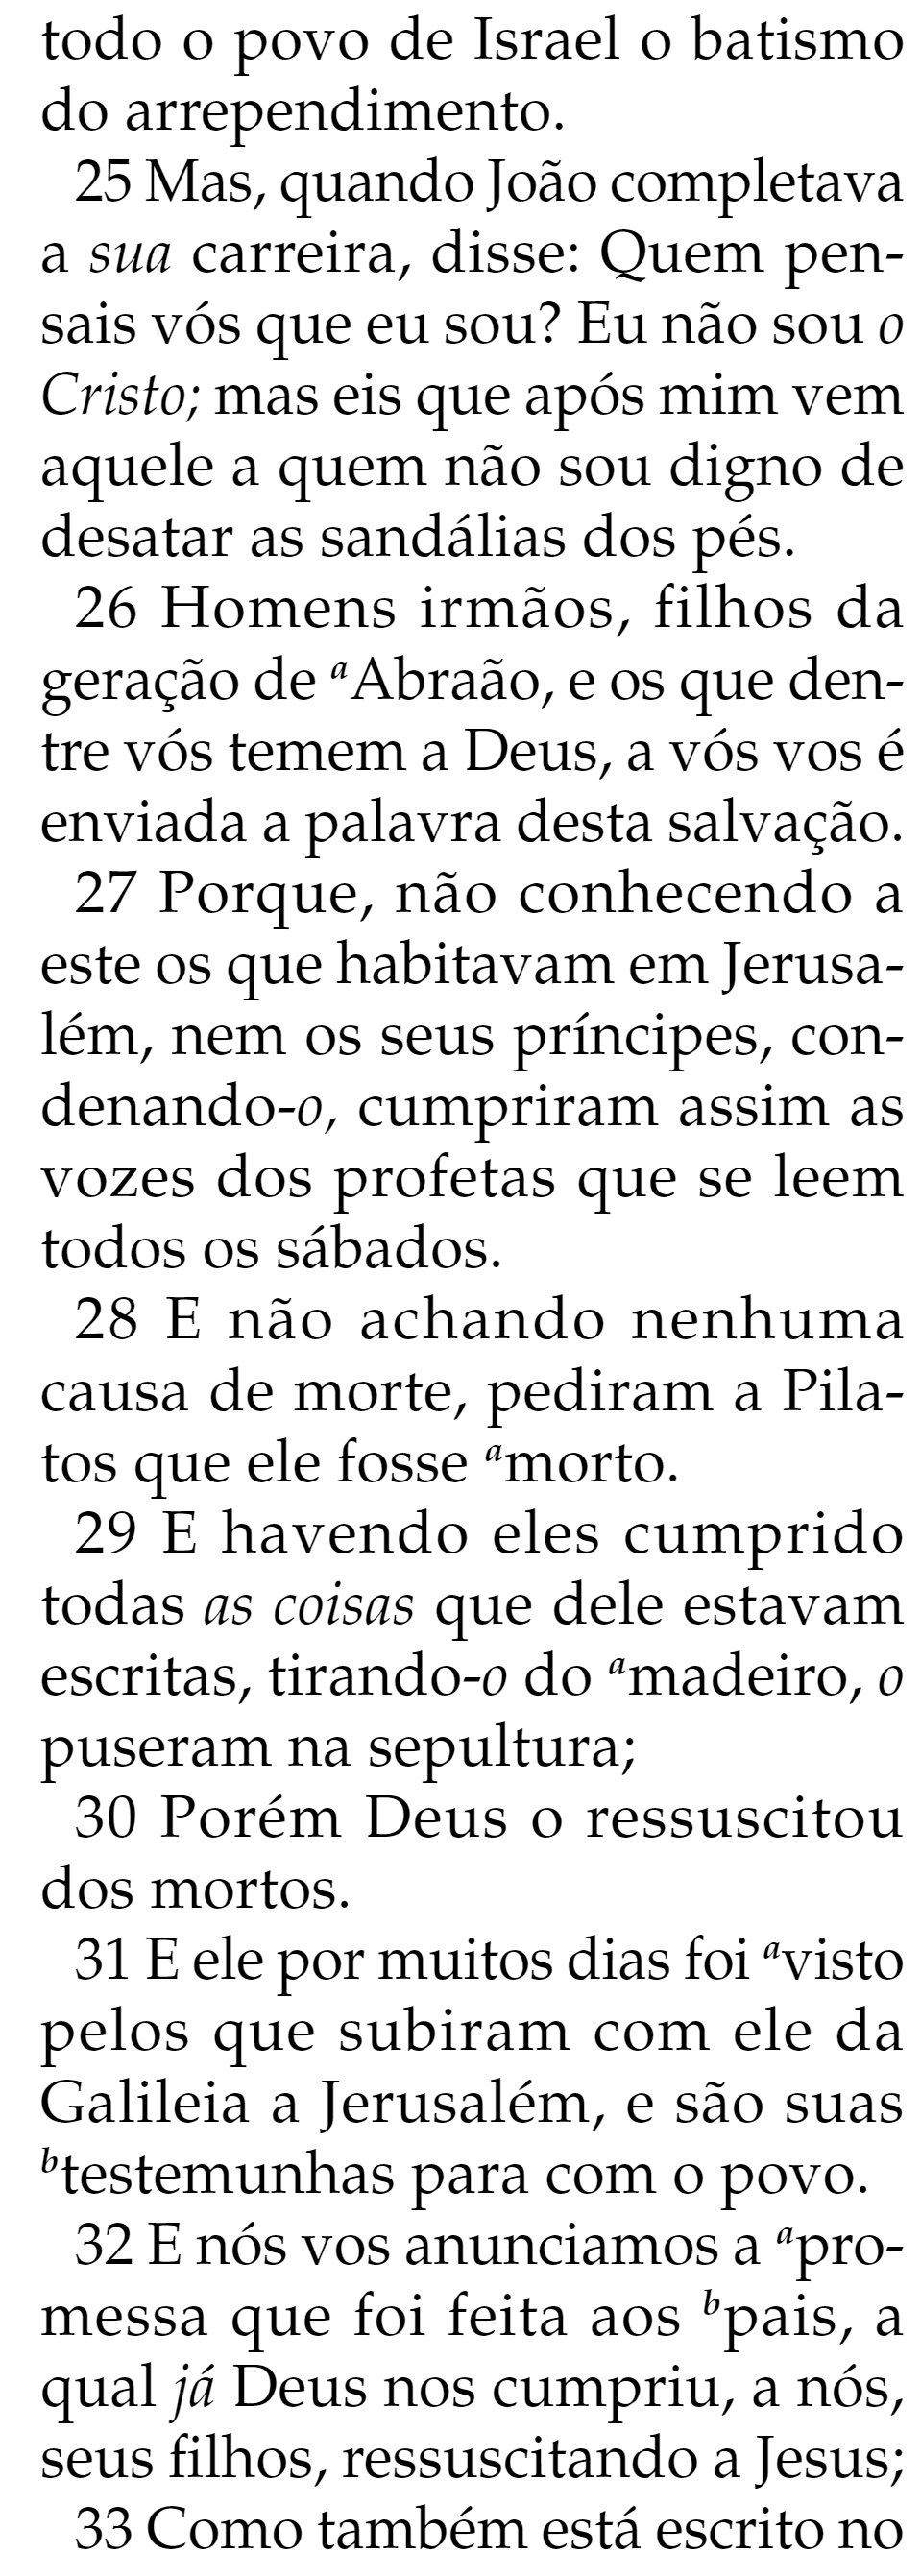 todo o povo de Israel o batismo
do arrependimento.
25 Mas, quando João completava
a sua carreira, disse: Quem pen-
sais vós que eu sou? Eu não sou o
Cristo; mas eis que após mim vem
aquele a quem não sou digno de
desatar as sandálias dos pés.
26 Homens irmãos, filhos da
geração de aAbraão, e os que den-
tre vós temem a Deus, a vós vos é
enviada a palavra desta salvação.
27 Porque, não conhecendo a
este os que habitavam em Jerusa-
lém, nem os seus príncipes, con-
denando-o, cumpriram assim as
vozes dos profetas que se leem
todos os sábados.
28 E não achando nenhuma
causa de morte, pediram a Pila-
tos que ele fosse amorto.
29 E havendo eles cumprido
todas as coisas que dele estavam
escritas, tirando-o do amadeiro, o
puseram na sepultura;
30 Porém Deus o ressuscitou
dos mortos.
31 E ele por muitos dias foi avisto
pelos que subiram com ele da
Galileia a Jerusalém, e são suas
btestemunhas para com o povo.
32 E nós vos anunciamos a apro-
messa que foi feita aos bpais, a
qual já Deus nos cumpriu, a nós,
seus filhos, ressuscitando a Jesus;
33 Como também está escrito no